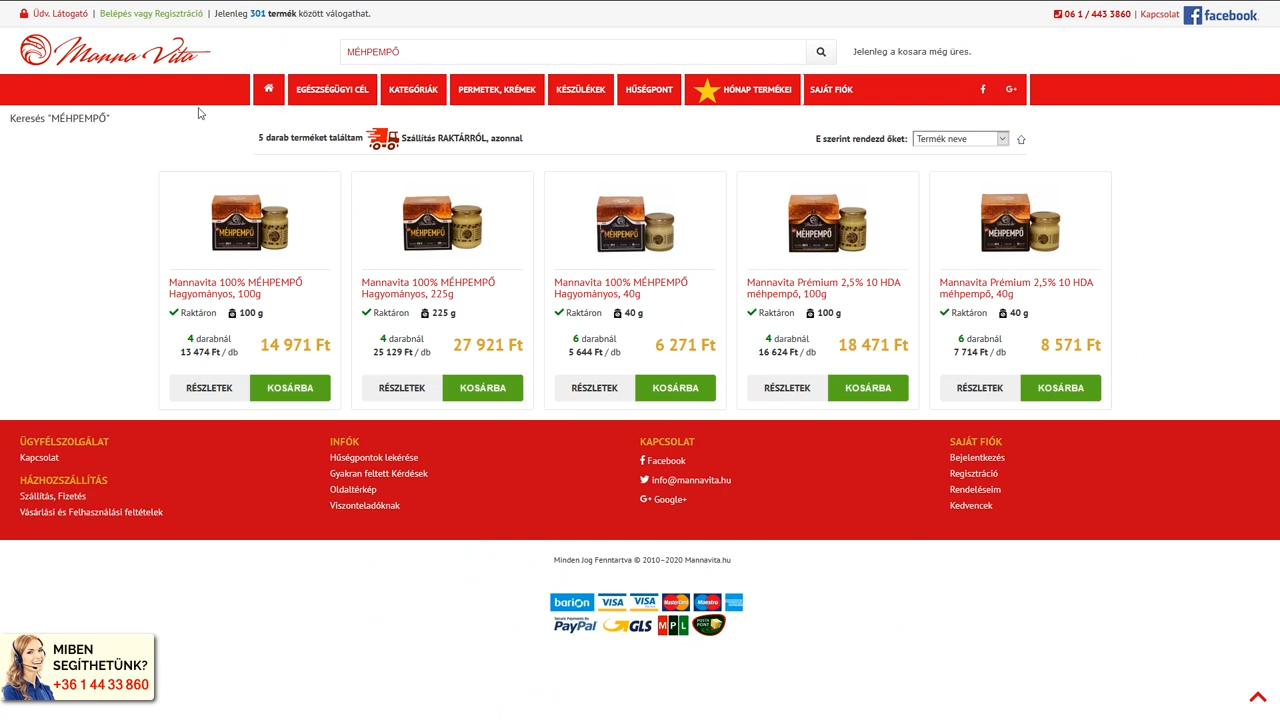 Üdv. Látogató | Belépés vagy Regisztráció | Jelenleg 301 termék között válogathat.
06 1 / 443 3860 | Kapcsolat facebook.
Manna Vita
MÉHPEMPŐ
Jelenleg a kosara még üres.
EGÉSZSÉGÜGYI CÉL KATEGÓRIÁK PERMETEK, KRÉMEK KÉSZÜLÉKEK HŰSÉGPONT HÓNAP TERMÉKEI SAJÁT FIÓK
Keresés "MÉHPEMPŐ"
5 darab terméket találtam Szállítás RAKTÁRRÓL, azonnal
E szerint rendezd őket: Termék neve
MÉHPEMPŐ
MÉHPEMPŐ
MÉHPEMPŐ
MÉHPEMPŐ
MÉHPEMPŐ
Mannavita 100% MÉHPEMPŐ
Hagyományos, 100g
Raktáron 100 g
4 darabnál
13 474 Ft / db
14 971 Ft
RÉSZLETEK KOSÁRBA
Mannavita 100% MÉHPEMPŐ
Hagyományos, 225g
Raktáron 225 g
4 darabnál
25 129 Ft / db
27 921 Ft
RÉSZLETEK KOSÁRBA
Mannavita 100% MÉHPEMPŐ
Hagyományos, 40g
Raktáron 40 g
6 darabnál
5 644 Ft / db
6 271 Ft
RÉSZLETEK KOSÁRBA
Mannavita Prémium 2,5% 10 HDA
méhpempő, 100g
Raktáron 100 g
4 darabnál
16 624 Ft / db
18 471 Ft
RÉSZLETEK KOSÁRBA
Mannavita Prémium 2,5% 10 HDA
méhpempő, 40g
Raktáron 40 g
6 darabnál
7 714 Ft / db
8 571 Ft
RÉSZLETEK KOSÁRBA
ÜGYFÉLSZOLGÁLAT
Kapcsolat
HÁZHOZSZÁLLÍTÁS
Szállítás, Fizetés
Vásárlási és Felhasználási feltételek
INFÓK
Hűségpontok lekérése
Gyakran feltett Kérdések
Oldaltérkép
Viszonteladóknak
KAPCSOLAT
Facebook
info@mannavita.hu
Google+
SAJÁT FIÓK
Bejelentkezés
Regisztráció
Rendeléseim
Kedvencek
Minden Jog Fenntartva © 2010–2020 Mannavita.hu
barion VISA VISA MasterCard Maestro
PayPal GLS MPL POSTA PONT
MIBEN
SEGÍTHETÜNK?
+36 1 44 33 860